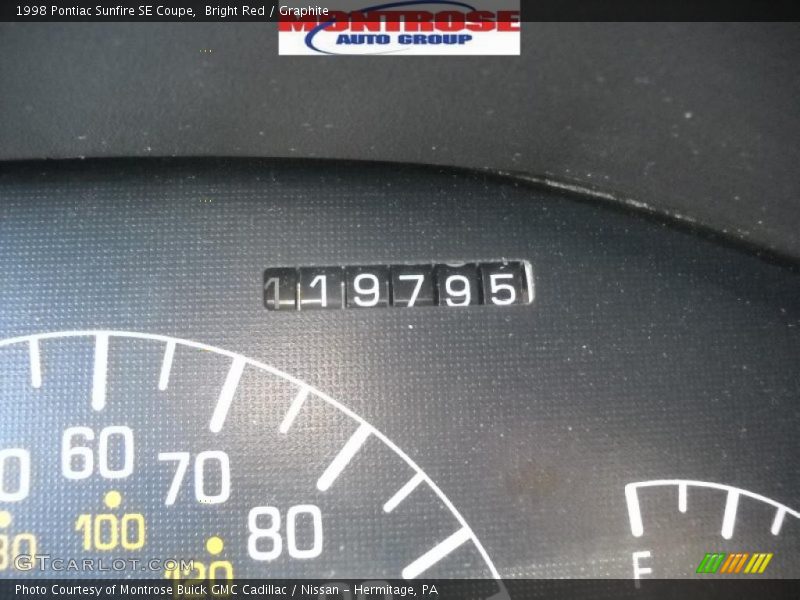 1998 Pontiac Sunfire SE Coupe, Bright Red / Graphite
MONTROSE
AUTO GROUP
119795
60
70
80
100
120
F
GTcarlot.com
Photo Courtesy of Montrose Buick GMC Cadillac / Nissan - Hermitage, PA